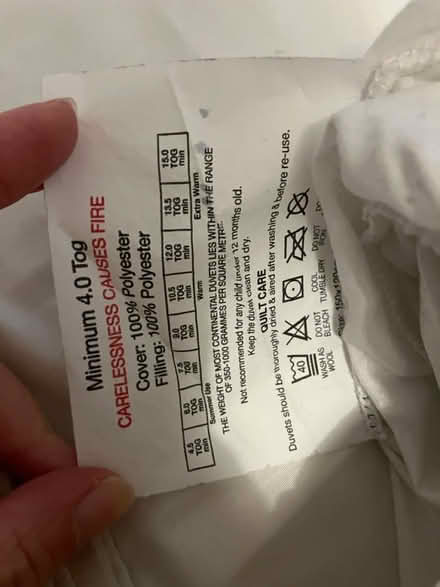 Minimum 4.0 Tog
CARELESSNESS CAUSES FIRE
Cover: 100% Polyester
Filling: 100% Polyester
4.5 TOG min 6.0 TOG min 7.5 TOG min 9.0 TOG min 10.5 TOG min 12.0 TOG min 13.5 TOG min 15.0 TOG min
Summer Use Warm Extra Warm
THE WEIGHT OF MOST CONTINENTAL DUVETS LIES WITHIN THE RANGE
OF 350-1000 GRAMMES PER SQUARE METRE.
Not recommended for any child under 12 months old.
Keep the duvet clean and dry.
QUILT CARE
Duvets should be thoroughly dried & aired after washing & before re-use.
40
WASH AS WOOL DO NOT BLEACH COOL TUMBLE DRY DO NOT IRON